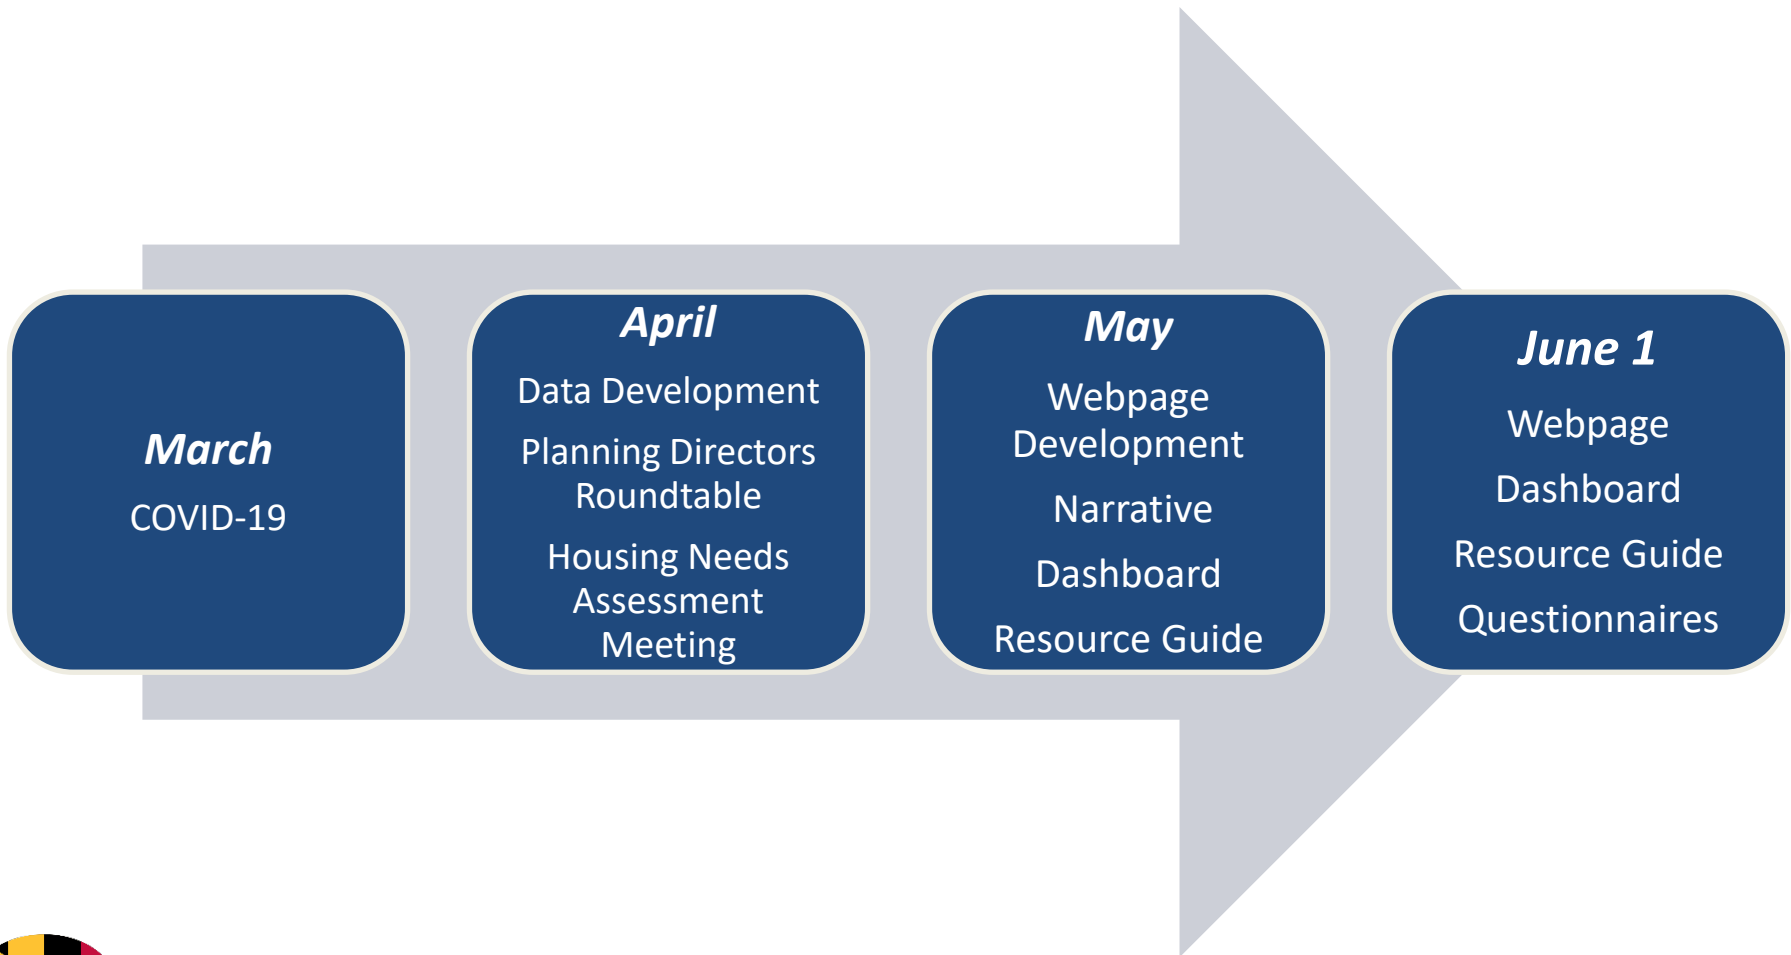 March
COVID-19
April
Data Development
Planning Directors
Roundtable
Housing Needs
Assessment
Meeting
May
Webpage
Development
Narrative
Dashboard
Resource Guide
June 1
Webpage
Dashboard
Resource Guide
Questionnaires